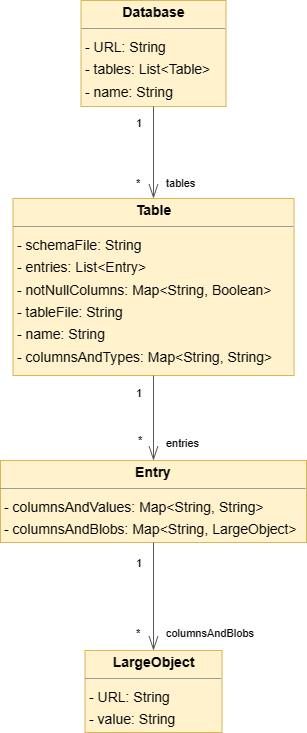 Database
- URL: String
- tables: List<Table>
- name: String
1
* tables
Table
- schemaFile: String
- entries: List<Entry>
- notNullColumns: Map<String, Boolean>
- tableFile: String
- name: String
- columnsAndTypes: Map<String, String>
1
* entries
Entry
- columnsAndValues: Map<String, String>
- columnsAndBlobs: Map<String, LargeObject>
1
* columnsAndBlobs
LargeObject
- URL: String
- value: String